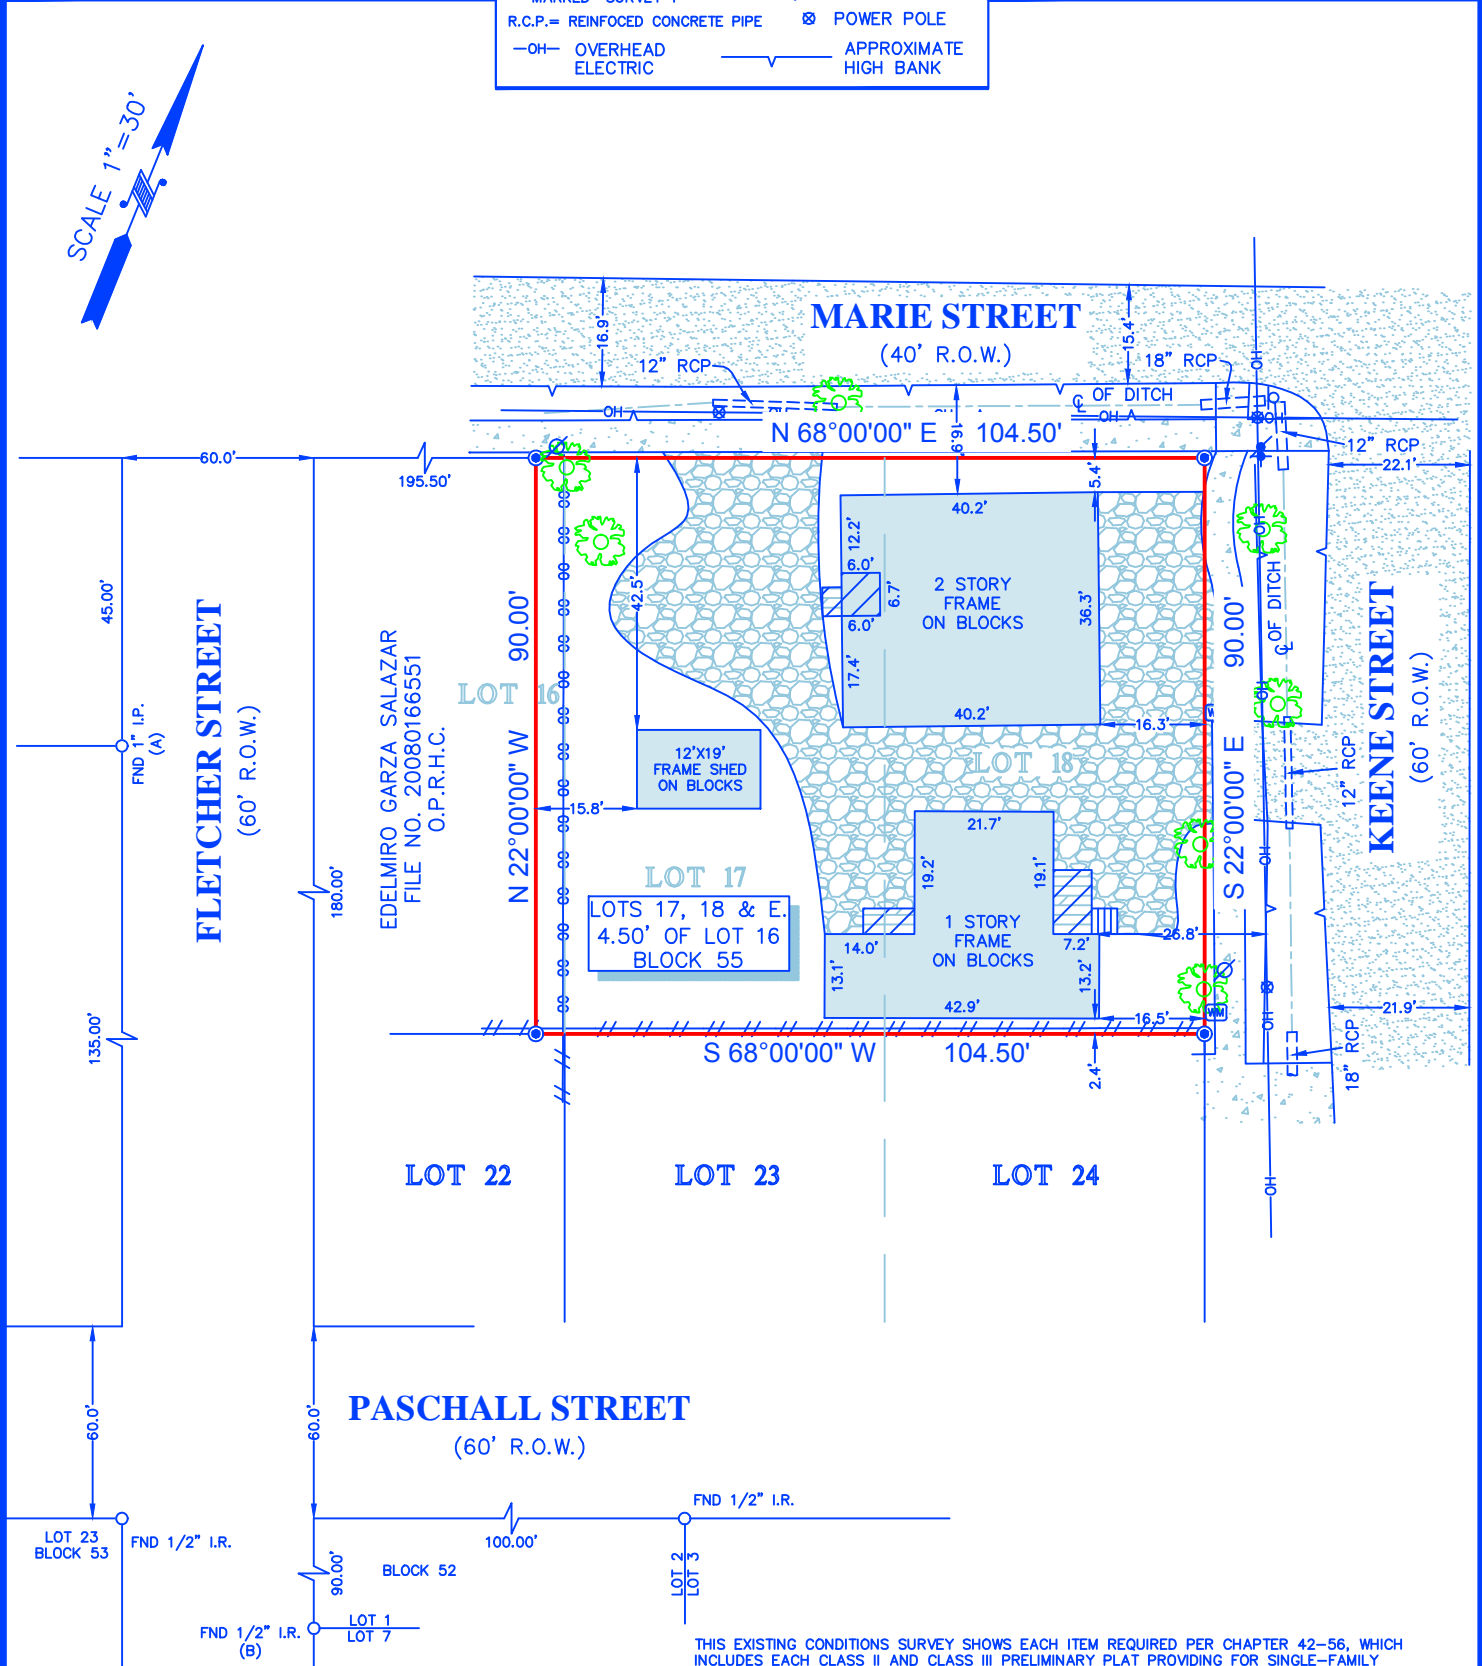 R.C.P.= REINFOCED CONCRETE PIPE
POWER POLE
—OH— OVERHEAD
ELECTRIC
APPROXIMATE
HIGH BANK
SCALE 1"=30'
MARIE STREET
(40' R.O.W.)
16.9'
15.4'
12" RCP
18" RCP
℄ OF DITCH
OH
OH
OH
N 68°00'00" E 104.50'
16.9'
5.4'
12" RCP
22.1'
60.0'
195.50'
45.00'
FND 1" I.P.
(A)
FLETCHER STREET
(60' R.O.W.)
180.00'
135.00'
EDELMIRO GARZA SALAZAR
FILE NO. 20080166551
O.P.R.H.C.
LOT 16
N 22°00'00" W 90.00'
42.5'
40.2'
12.2'
6.0'
6.7'
6.0'
17.4'
2 STORY
FRAME
ON BLOCKS
36.3'
40.2'
16.3'
12'X19'
FRAME SHED
ON BLOCKS
15.8'
LOT 18
LOT 17
LOTS 17, 18 & E.
4.50' OF LOT 16
BLOCK 55
21.7'
19.2'
19.1'
1 STORY
FRAME
ON BLOCKS
14.0'
7.2'
13.1'
13.2'
42.9'
26.8'
16.5'
WM
S 22°00'00" E 90.00'
OH
℄ OF DITCH
OH
OH
OH
OH
12" RCP
KEENE STREET
(60' R.O.W.)
21.9'
18" RCP
S 68°00'00" W 104.50'
2.4'
LOT 22
LOT 23
LOT 24
60.0'
60.0'
PASCHALL STREET
(60' R.O.W.)
FND 1/2" I.R.
LOT 23
BLOCK 53
FND 1/2" I.R.
100.00'
90.00'
BLOCK 52
LOT 2
LOT 3
FND 1/2" I.R.
(B)
LOT 1
LOT 7
THIS EXISTING CONDITIONS SURVEY SHOWS EACH ITEM REQUIRED PER CHAPTER 42–56, WHICH
INCLUDES EACH CLASS II AND CLASS III PRELIMINARY PLAT PROVIDING FOR SINGLE–FAMILY